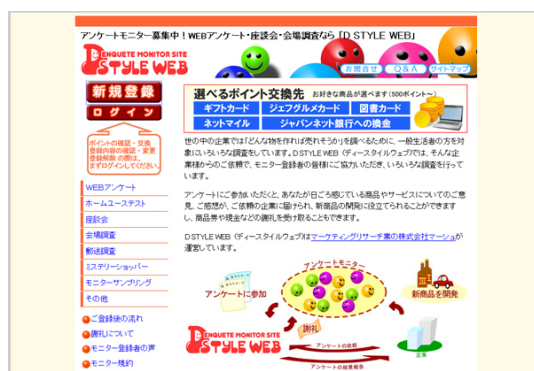 アンケートモニター募集中！WEBアンケート・座談会・会場調査なら「D STYLE WEB」
ENQUETE MONITOR SITE
D STYLE WEB
お問合せ
Q&A
サイトマップ
新規登録
ログイン
ポイントの確認・交換
登録内容の確認・変更
登録解除 の際は、
まずログインしてください。
WEBアンケート
ホームユーステスト
座談会
会場調査
郵送調査
ミステリーショッパー
モニターサンプリング
その他
ご登録後の流れ
謝礼について
モニター登録者の声
モニター規約
選べるポイント交換先 お好きな商品が選べます(500ポイント～)
ギフトカード ジェフグルメカード 図書カード
ネットマイル ジャパンネット銀行への換金
世の中の企業では「どんな物を作れば売れそうか」を調べるために、一般生活者の方を対
象にいろいろな調査をしています。D STYLE WEB（ディースタイルウェブ）では、そんな企
業様からのご依頼で、モニター登録者の皆様にご協力いただき、いろいろな調査を行って
います。
アンケートにご参加いただくと、あなたが日ごろ感じている商品やサービスについてのご意
見、ご感想が、ご依頼の企業に届けられ、新商品の開発に役立てられることができます
し、商品券や現金などの謝礼を受け取ることもできます。
D STYLE WEB（ディースタイルウェブ）はマーケティングリサーチ業の株式会社マーシュが
運営しています。
アンケートモニター
アンケートに参加
新商品を開発
謝礼
ENQUETE MONITOR SITE
D STYLE WEB
アンケートの依頼
アンケートの結果報告
企業